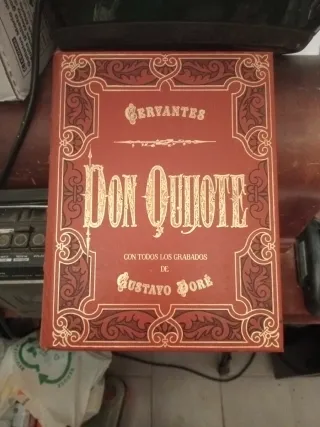 CERVANTES
DON QUIJOTE
CON TODOS LOS GRABADOS
DE
GUSTAVO DORÉ